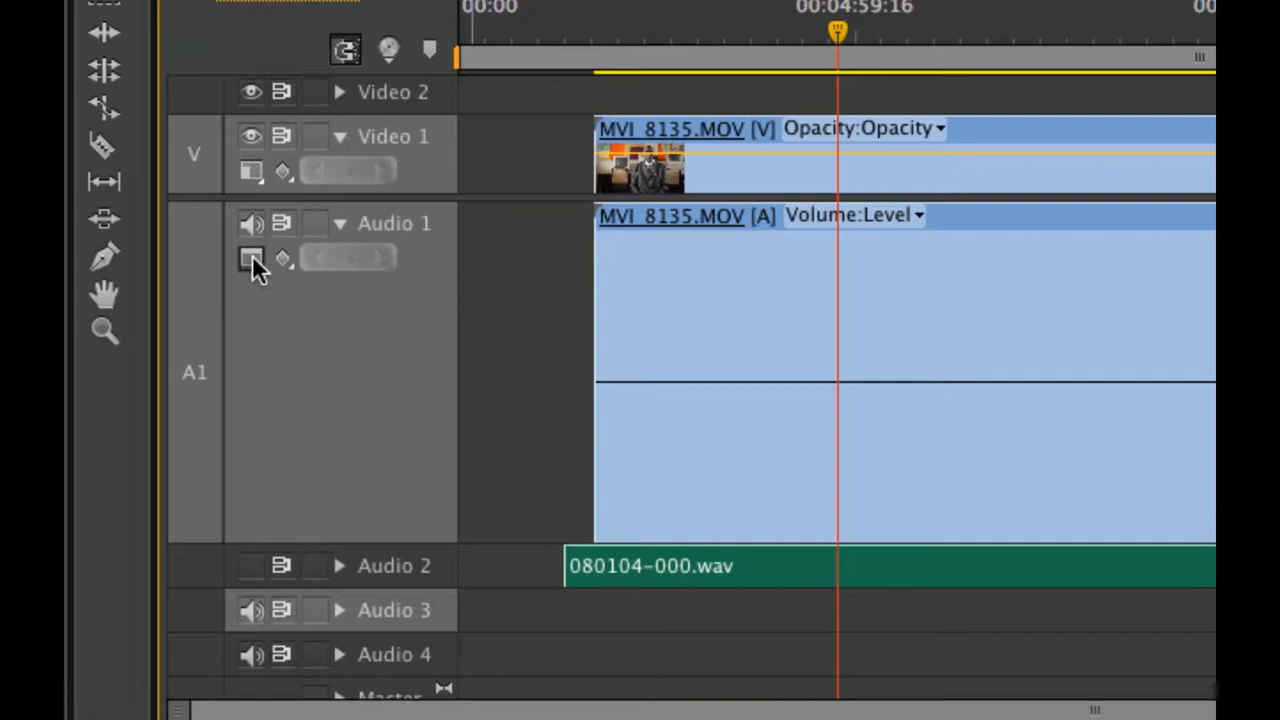 00:00 00:04:59:16 00
Video 2
V Video 1 MVI_8135.MOV [V] Opacity:Opacity
A1 Audio 1 MVI_8135.MOV [A] Volume:Level
Audio 2 080104-000.wav
Audio 3
Audio 4
Master